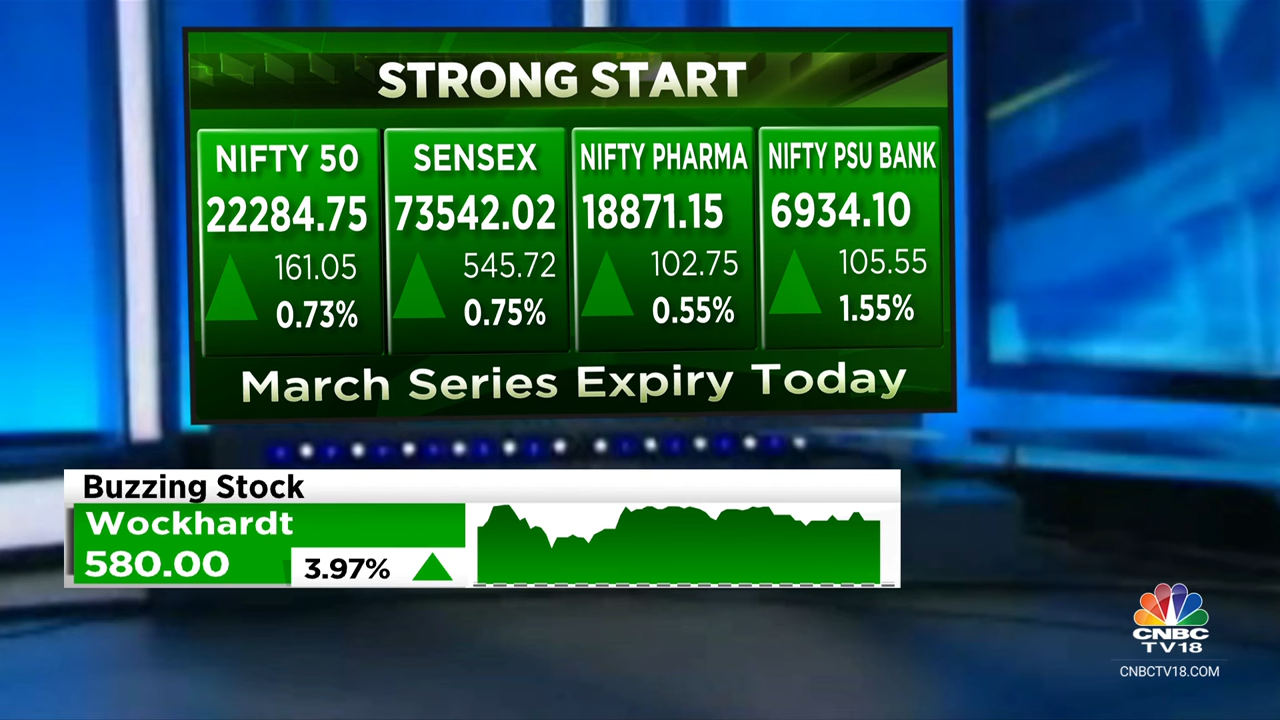 STRONG START
NIFTY 50
22284.75
161.05
0.73%
SENSEX
73542.02
545.72
0.75%
NIFTY PHARMA
18871.15
102.75
0.55%
NIFTY PSU BANK
6934.10
105.55
1.55%
March Series Expiry Today
Buzzing Stock
Wockhardt
580.00
3.97%
CNBC
TV18
CNBCTV18.COM